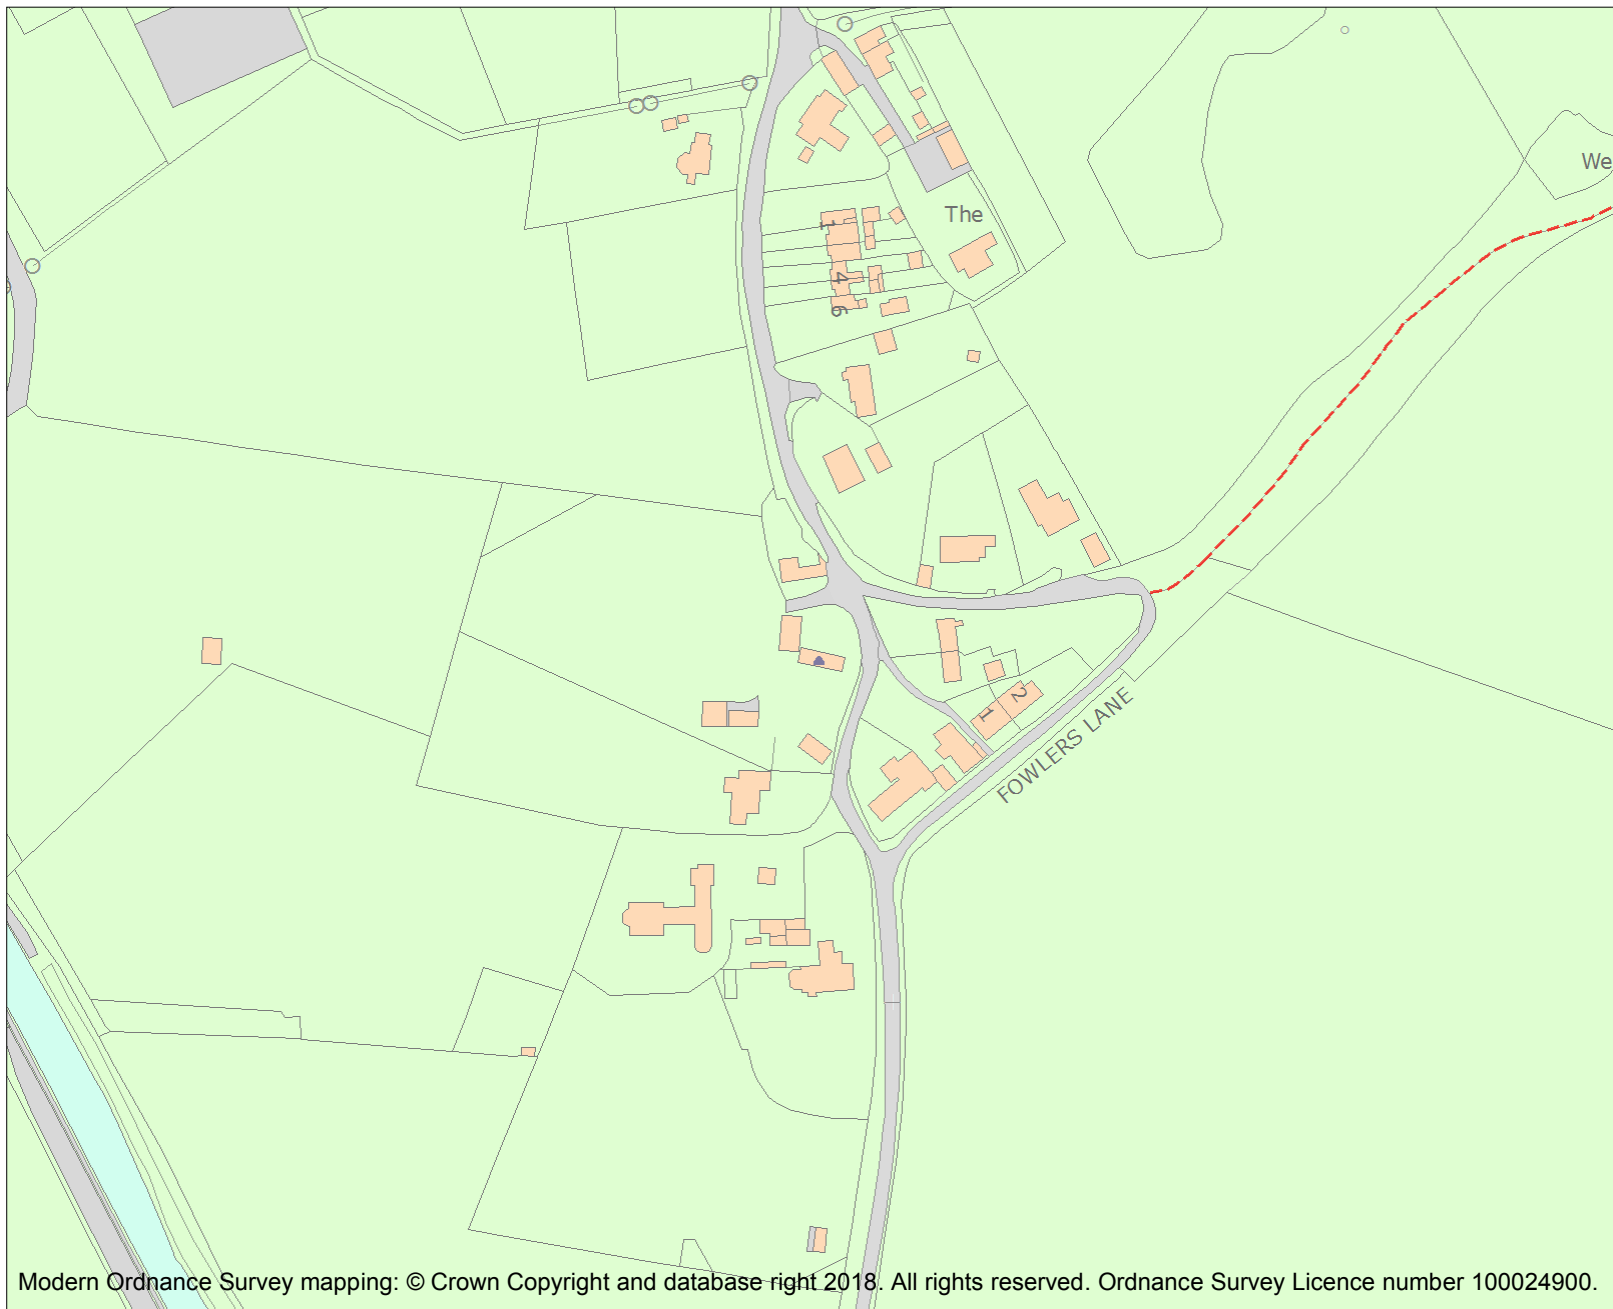 We
The
1
4
6
2
1
FOWLERS LANE
Modern Ordnance Survey mapping: © Crown Copyright and database right 2018. All rights reserved. Ordnance Survey Licence number 100024900.